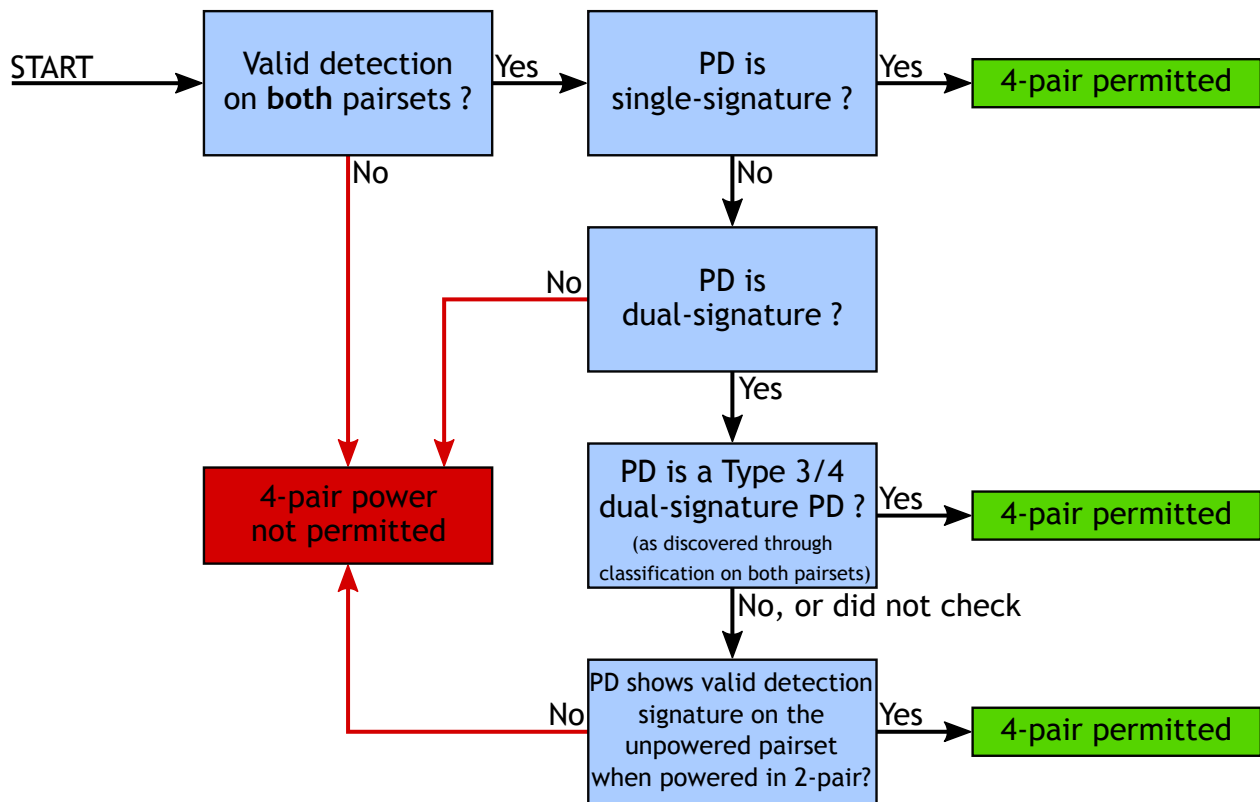 START
Valid detection
on both pairsets ?
Yes
PD is
single-signature ?
Yes
4-pair permitted
No
No
PD is
dual-signature ?
No
Yes
4-pair power
not permitted
PD is a Type 3/4
dual-signature PD ?
(as discovered through
classification on both pairsets)
Yes
4-pair permitted
No, or did not check
PD shows valid detection
signature on the
unpowered pairset
when powered in 2-pair?
No
Yes
4-pair permitted